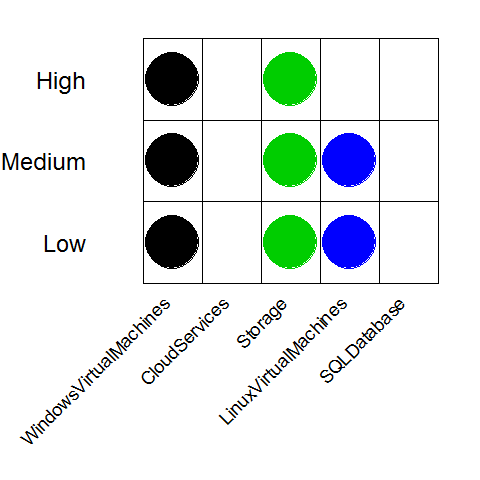 High
Medium
Low
WindowsVirtualMachines
CloudServices
Storage
LinuxVirtualMachines
SQLDatabase